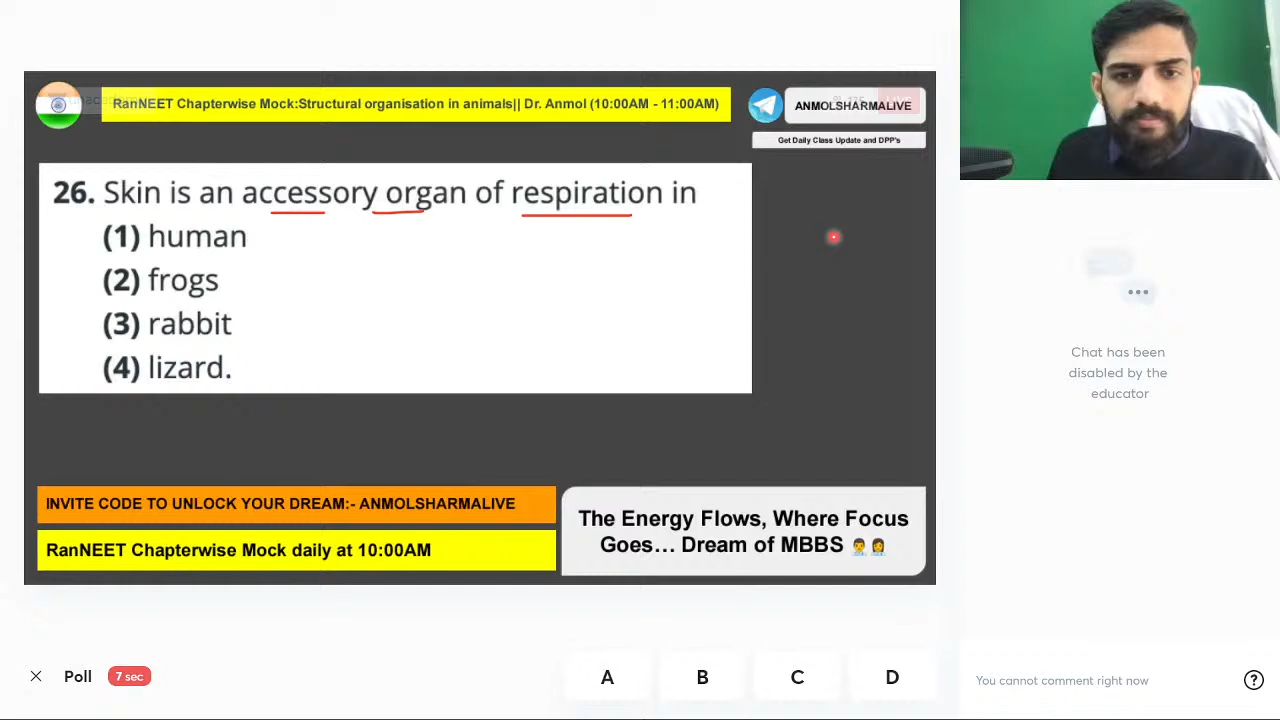 RanNEET Chapterwise Mock:Structural organisation in animals|| Dr. Anmol (10:00AM - 11:00AM)
ANMOLSHARMALIVE
Get Daily Class Update and DPP's
26. Skin is an accessory organ of respiration in
(1) human
(2) frogs
(3) rabbit
(4) lizard.
INVITE CODE TO UNLOCK YOUR DREAM:- ANMOLSHARMALIVE
RanNEET Chapterwise Mock daily at 10:00AM
The Energy Flows, Where Focus
Goes... Dream of MBBS
Chat has been
disabled by the
educator
Poll 7 sec
A B C D
You cannot comment right now